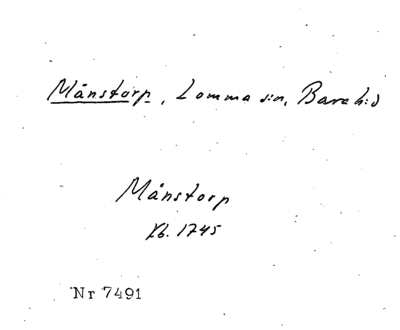 Månstorp, Lomma s:n, Bara h:d
Månstorp
Kb. 1745
Nr 7491